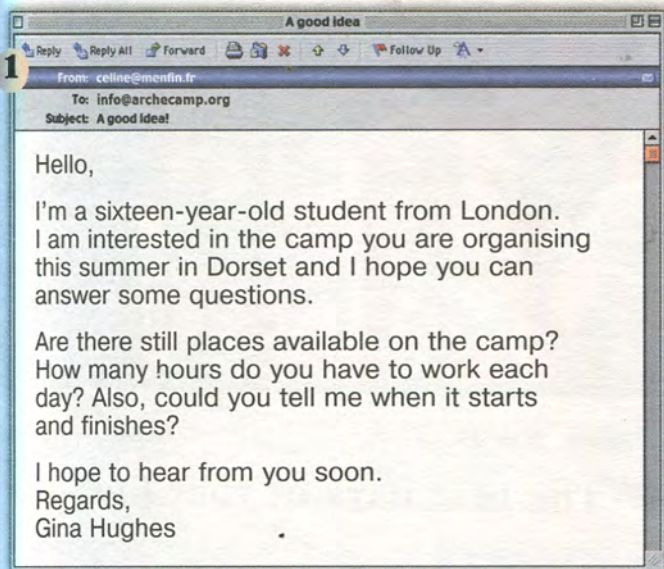 A good idea
Reply Reply All Forward Follow Up A
1
From: celine@menfin.fr
To: info@archecamp.org
Subject: A good idea!
Hello,
I'm a sixteen-year-old student from London.
I am interested in the camp you are organising
this summer in Dorset and I hope you can
answer some questions.
Are there still places available on the camp?
How many hours do you have to work each
day? Also, could you tell me when it starts
and finishes?
I hope to hear from you soon.
Regards,
Gina Hughes